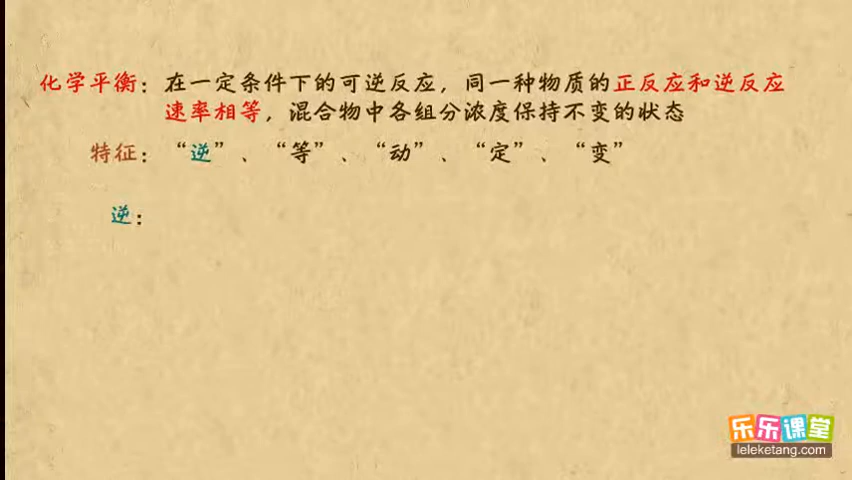 化学平衡：在一定条件下的可逆反应，同一种物质的正反应和逆反应
速率相等，混合物中各组分浓度保持不变的状态
特征：“逆”、“等”、“动”、“定”、“变”
逆：
乐乐课堂
leleketang.com